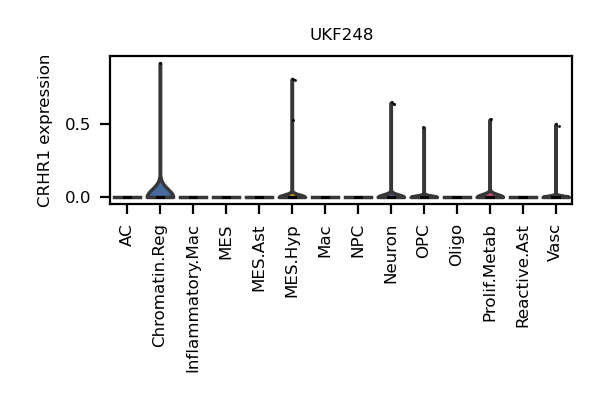 UKF248
CRHR1 expression
0.5
0.0
AC
Chromatin.Reg
Inflammatory.Mac
MES
MES.Ast
MES.Hyp
Mac
NPC
Neuron
OPC
Oligo
Prolif.Metab
Reactive.Ast
Vasc